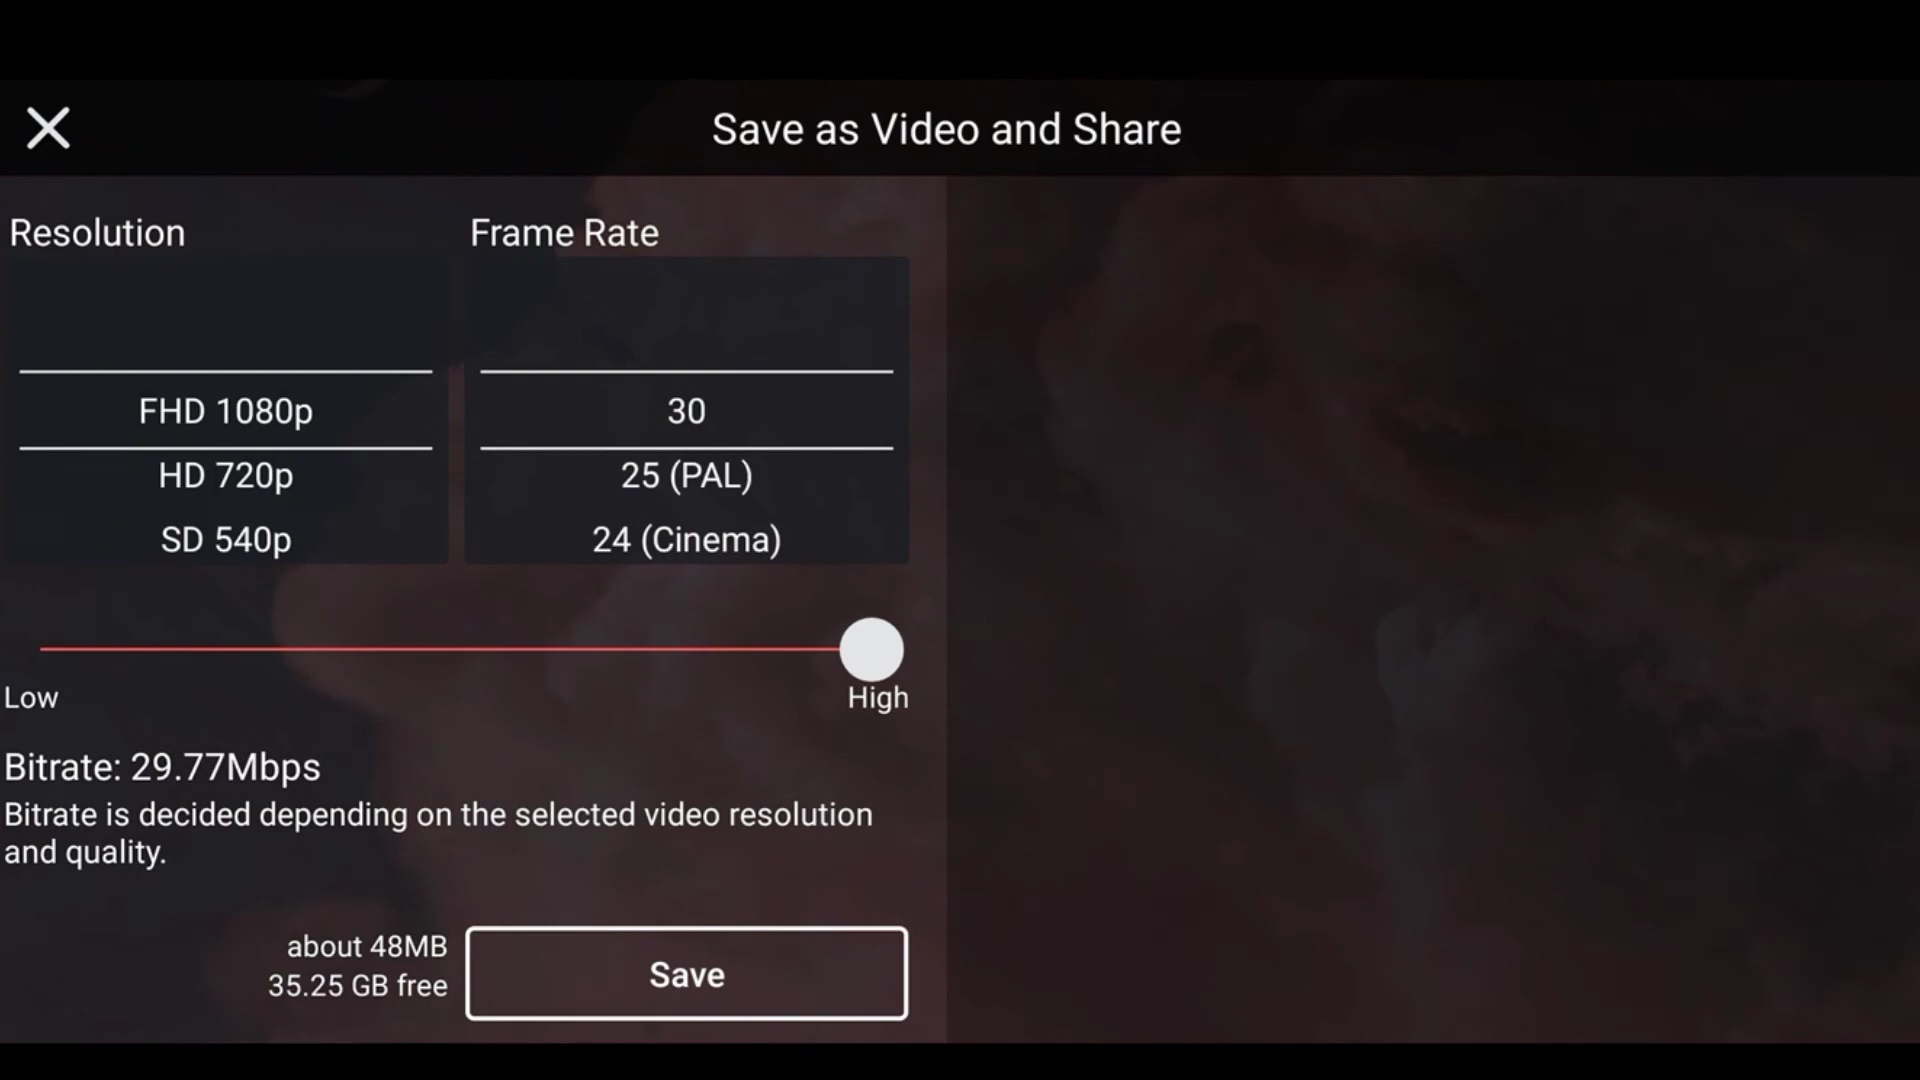 Save as Video and Share
Resolution
Frame Rate
FHD 1080p
HD 720p
SD 540p
30
25 (PAL)
24 (Cinema)
Low
High
Bitrate: 29.77Mbps
Bitrate is decided depending on the selected video resolution
and quality.
about 48MB
35.25 GB free
Save